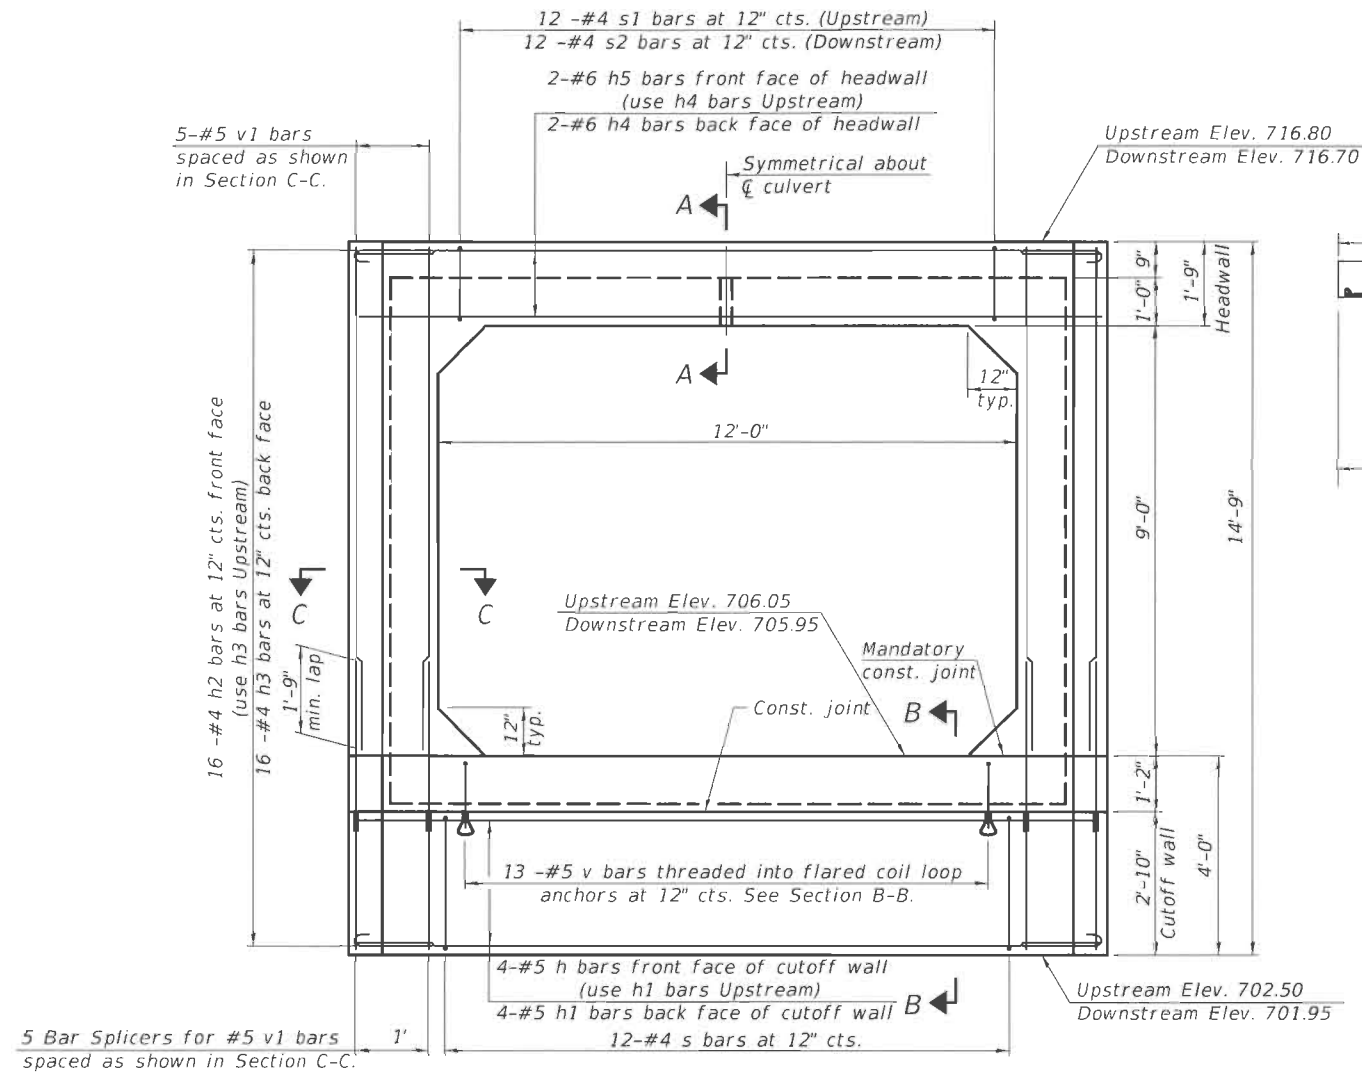 12 -#4 s1 bars at 12" cts. (Upstream)
12 -#4 s2 bars at 12" cts. (Downstream)
2-#6 h5 bars front face of headwall
(use h4 bars Upstream)
2-#6 h4 bars back face of headwall
5-#5 v1 bars
spaced as shown
in Section C-C.
Symmetrical about
℄ culvert
Upstream Elev. 716.80
Downstream Elev. 716.70
A
9"
1'-0"
1'-9"
Headwall
P
A
12"
typ.
12'-0"
16 -#4 h2 bars at 12" cts. front face
(use h3 bars Upstream)
16 -#4 h3 bars at 12" cts. back face
9'-0"
14'-9"
C
C
Upstream Elev. 706.05
Downstream Elev. 705.95
Mandatory
const. joint
1'-9"
min. lap
12"
typ.
Const. joint
B
1'-2"
2'-10"
Cutoff wall
4'-0"
13 -#5 v bars threaded into flared coil loop
anchors at 12" cts. See Section B-B.
4-#5 h bars front face of cutoff wall
(use h1 bars Upstream)
4-#5 h1 bars back face of cutoff wall
B
Upstream Elev. 702.50
Downstream Elev. 701.95
5 Bar Splicers for #5 v1 bars
spaced as shown in Section C-C.
1'
12-#4 s bars at 12" cts.